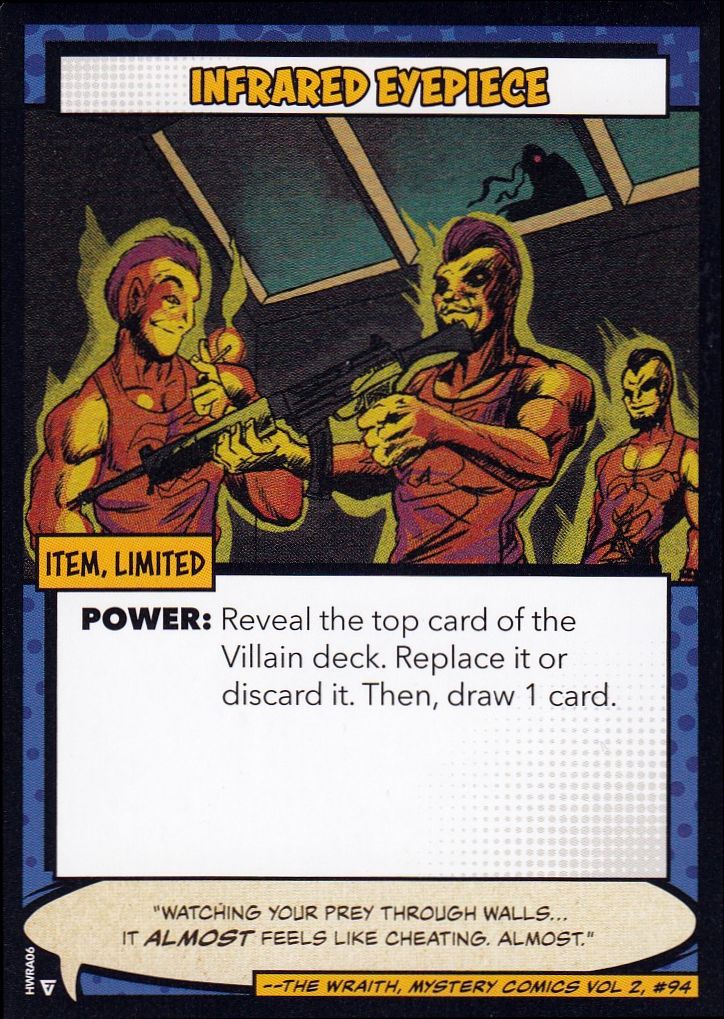 INFRARED EYEPIECE
ITEM, LIMITED
POWER: Reveal the top card of the
Villain deck. Replace it or
discard it. Then, draw 1 card.
"WATCHING YOUR PREY THROUGH WALLS...
IT ALMOST FEELS LIKE CHEATING. ALMOST."
--THE WRAITH, MYSTERY COMICS VOL 2, #94
HWRA06